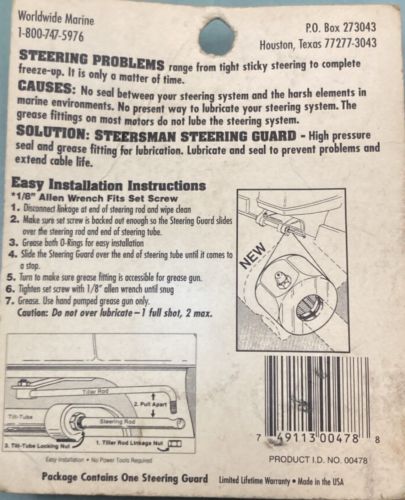 Worldwide Marine
1-800-747-5976
P.O. Box 273043
Houston, Texas 77277-3043
STEERING PROBLEMS range from tight sticky steering to complete
freeze-up. It is only a matter of time.
CAUSES: No seal between your steering system and the harsh elements in
marine environments. No present way to lubricate your steering system. The
grease fittings on most motors do not lube the steering system.
SOLUTION: STEERSMAN STEERING GUARD - High pressure
seal and grease fitting for lubrication. Lubricate and seal to prevent problems and
extend cable life.
Easy Installation Instructions
*1/8" Allen Wrench Fits Set Screw
1. Disconnect linkage at end of steering rod and wipe clean
2. Make sure set screw is backed out enough so the Steering Guard slides
over the steering rod and end of steering tube.
3. Grease both O-Rings for easy installation
4. Slide the Steering Guard over the end of steering tube until it comes to
a stop.
5. Turn to make sure grease fitting is accessible for grease gun.
6. Tighten set screw with 1/8" allen wrench until snug
7. Grease. Use hand pumped grease gun only.
Caution: Do not over lubricate – 1 full shot, 2 max.
NEW
Tiller Rod
2. Pull Apart
Tilt-Tube
Steering Rod
3. Tilt-Tube Locking Nut
1. Tiller Rod Linkage Nut
Easy Installation • No Power Tools Required
7 49113 00478 8
PRODUCT I.D. NO. 00478
Package Contains One Steering Guard
Limited Lifetime Warranty • Made in the USA